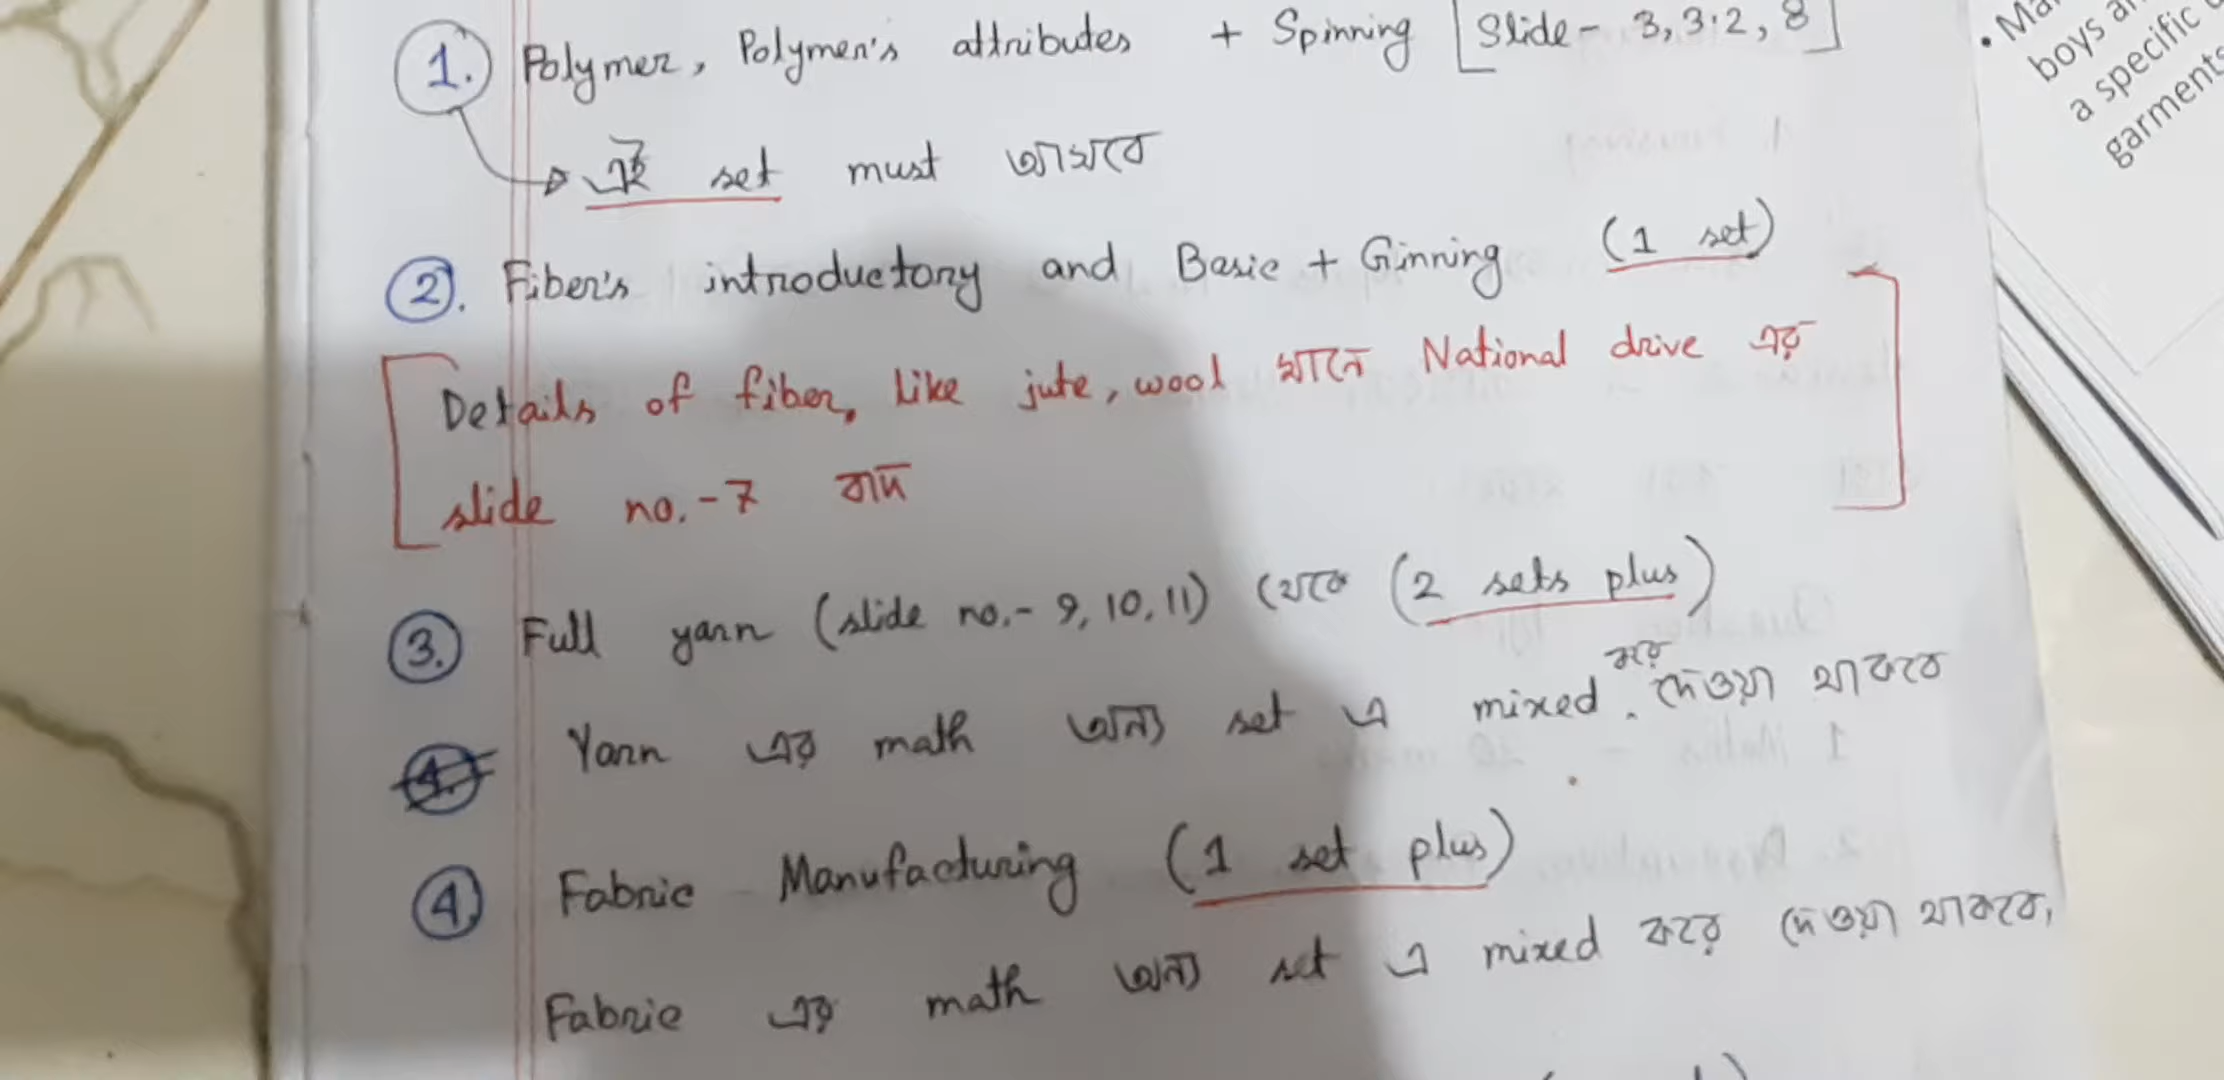 1. Polymer, Polymer's attributes + Spinning [Slide- 3, 3.2, 8]
এই set must আসবে
2. Fiber's introductory and Basic + Ginning (1 set)
Details of fiber, like jute, wool মানে National drive এর
slide no.-7 বাদ
3. Full yarn (slide no.- 9, 10, 11) থেকে (2 sets plus)
Yarn এর math অন্য set এ mixed করে দেওয়া থাকবে
4. Fabric Manufacturing (1 set plus)
Fabric এর math অন্য set এ mixed করে দেওয়া থাকবে,
boys
a specific
garments